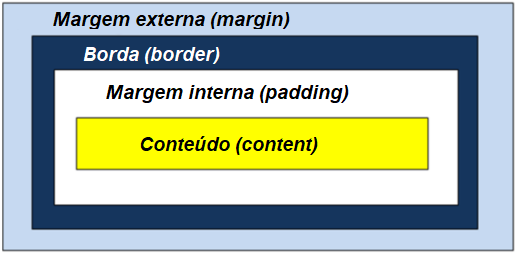 Margem externa (margin)
Borda (border)
Margem interna (padding)
Conteúdo (content)